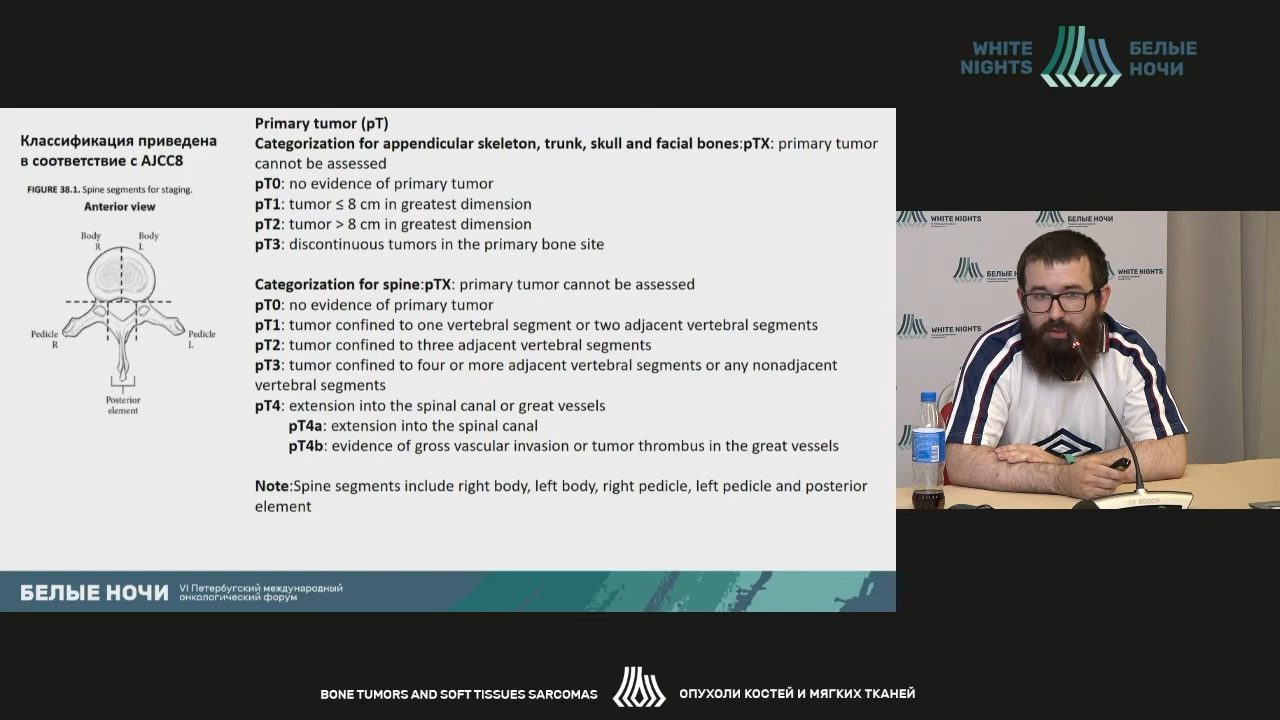 WHITE
NIGHTS
БЕЛЫЕ
НОЧИ
Классификация приведена
в соответствие с AJCC8
FIGURE 38.1. Spine segments for staging.
Anterior view
Body
R
Body
L
Pedicle
R
Pedicle
L
Posterior
element
Primary tumor (pT)
Categorization for appendicular skeleton, trunk, skull and facial bones:pTX: primary tumor
cannot be assessed
pT0: no evidence of primary tumor
pT1: tumor ≤ 8 cm in greatest dimension
pT2: tumor > 8 cm in greatest dimension
pT3: discontinuous tumors in the primary bone site
Categorization for spine:pTX: primary tumor cannot be assessed
pT0: no evidence of primary tumor
pT1: tumor confined to one vertebral segment or two adjacent vertebral segments
pT2: tumor confined to three adjacent vertebral segments
pT3: tumor confined to four or more adjacent vertebral segments or any nonadjacent
vertebral segments
pT4: extension into the spinal canal or great vessels
pT4a: extension into the spinal canal
pT4b: evidence of gross vascular invasion or tumor thrombus in the great vessels
Note:Spine segments include right body, left body, right pedicle, left pedicle and posterior
element
WHITE NIGHTS
БЕЛЫЕ НОЧИ
WHITE NIGHTS
WHITE NIGHTS
BOSCH
БЕЛЫЕ НОЧИ
VI Петербугский международный
онкологический форум
BONE TUMORS AND SOFT TISSUES SARCOMAS
ОПУХОЛИ КОСТЕЙ И МЯГКИХ ТКАНЕЙ